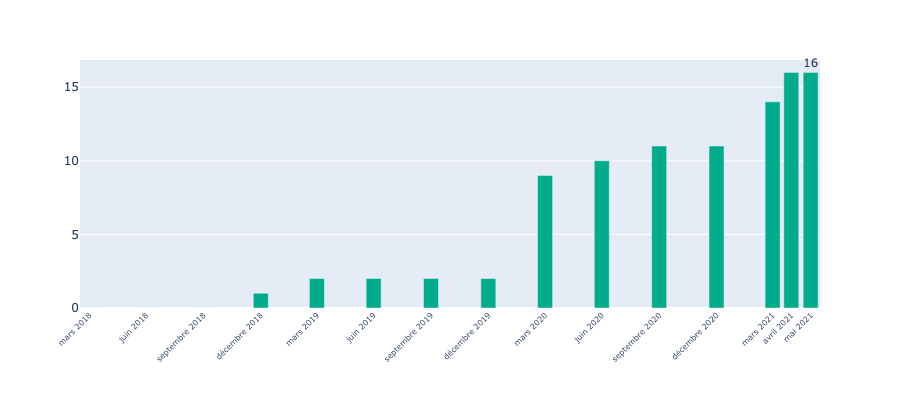 16
15
10
5
0
mars 2018
juin 2018
septembre 2018
décembre 2018
mars 2019
juin 2019
septembre 2019
décembre 2019
mars 2020
juin 2020
septembre 2020
décembre 2020
mars 2021
avril 2021
mai 2021